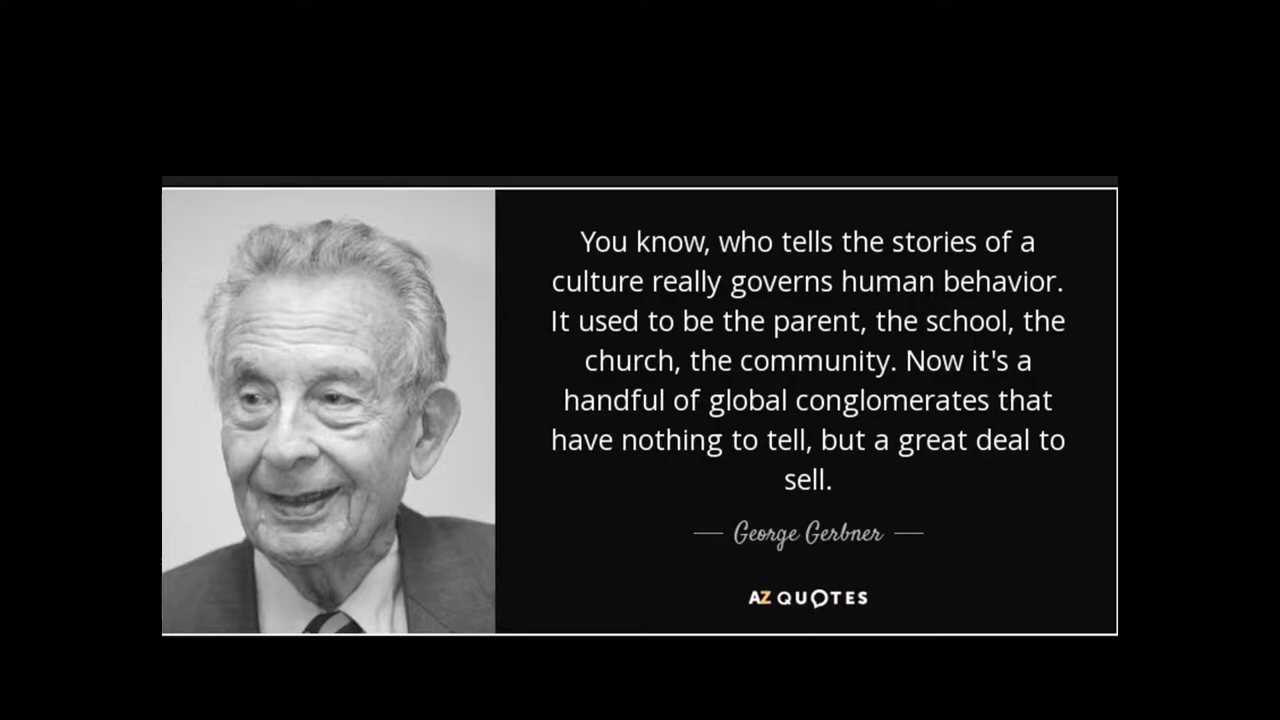 You know, who tells the stories of a
culture really governs human behavior.
It used to be the parent, the school, the
church, the community. Now it's a
handful of global conglomerates that
have nothing to tell, but a great deal to
sell.
George Gerbner
AZ QUOTES